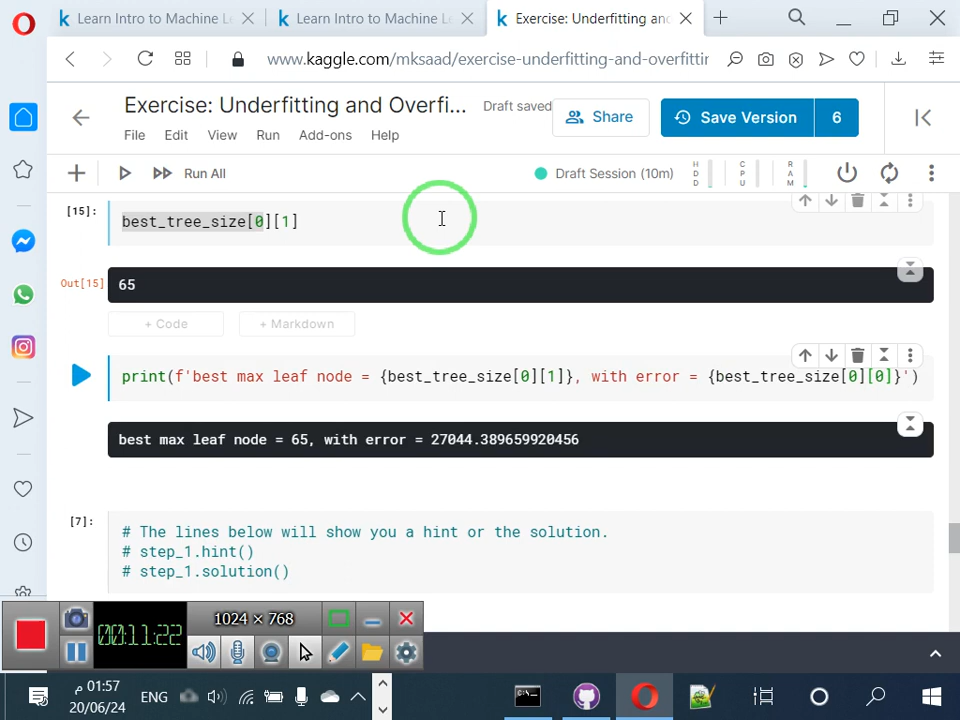 Learn Intro to Machine Le
Learn Intro to Machine Le
Exercise: Underfitting and
www.kaggle.com/mksaad/exercise-underfitting-and-overfittir
Exercise: Underfitting and Overfi...
Draft saved
Share
Save Version
6
File Edit View Run Add-ons Help
Run All
Draft Session (10m)
HDD
CPU
RAM
[15]:
best_tree_size[0][1]
Out[15]
65
+ Code
+ Markdown
print(f'best max leaf node = {best_tree_size[0][1]}, with error = {best_tree_size[0][0]}')
best max leaf node = 65, with error = 27044.389659920456
[7]:
# The lines below will show you a hint or the solution.
# step_1.hint()
# step_1.solution()
1024 × 768
00:11:22
01:57 م
20/06/24
ENG